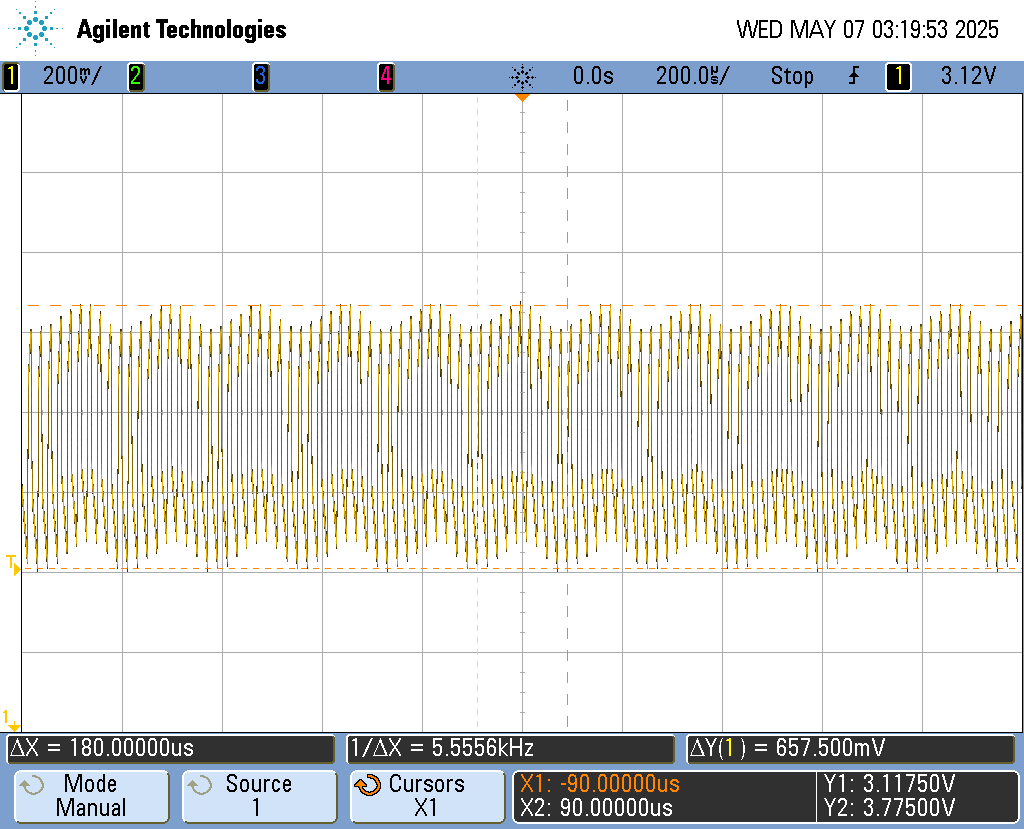 Agilent Technologies WED MAY 07 03:19:53 2025
1 200mV/ 2 3 4 0.0s 200.0us/ Stop 1 3.12V
T
1
ΔX = 180.00000us 1/ΔX = 5.5556kHz ΔY(1) = 657.500mV
Mode Source Cursors X1: -90.00000us Y1: 3.11750V
Manual 1 X1 X2: 90.00000us Y2: 3.77500V